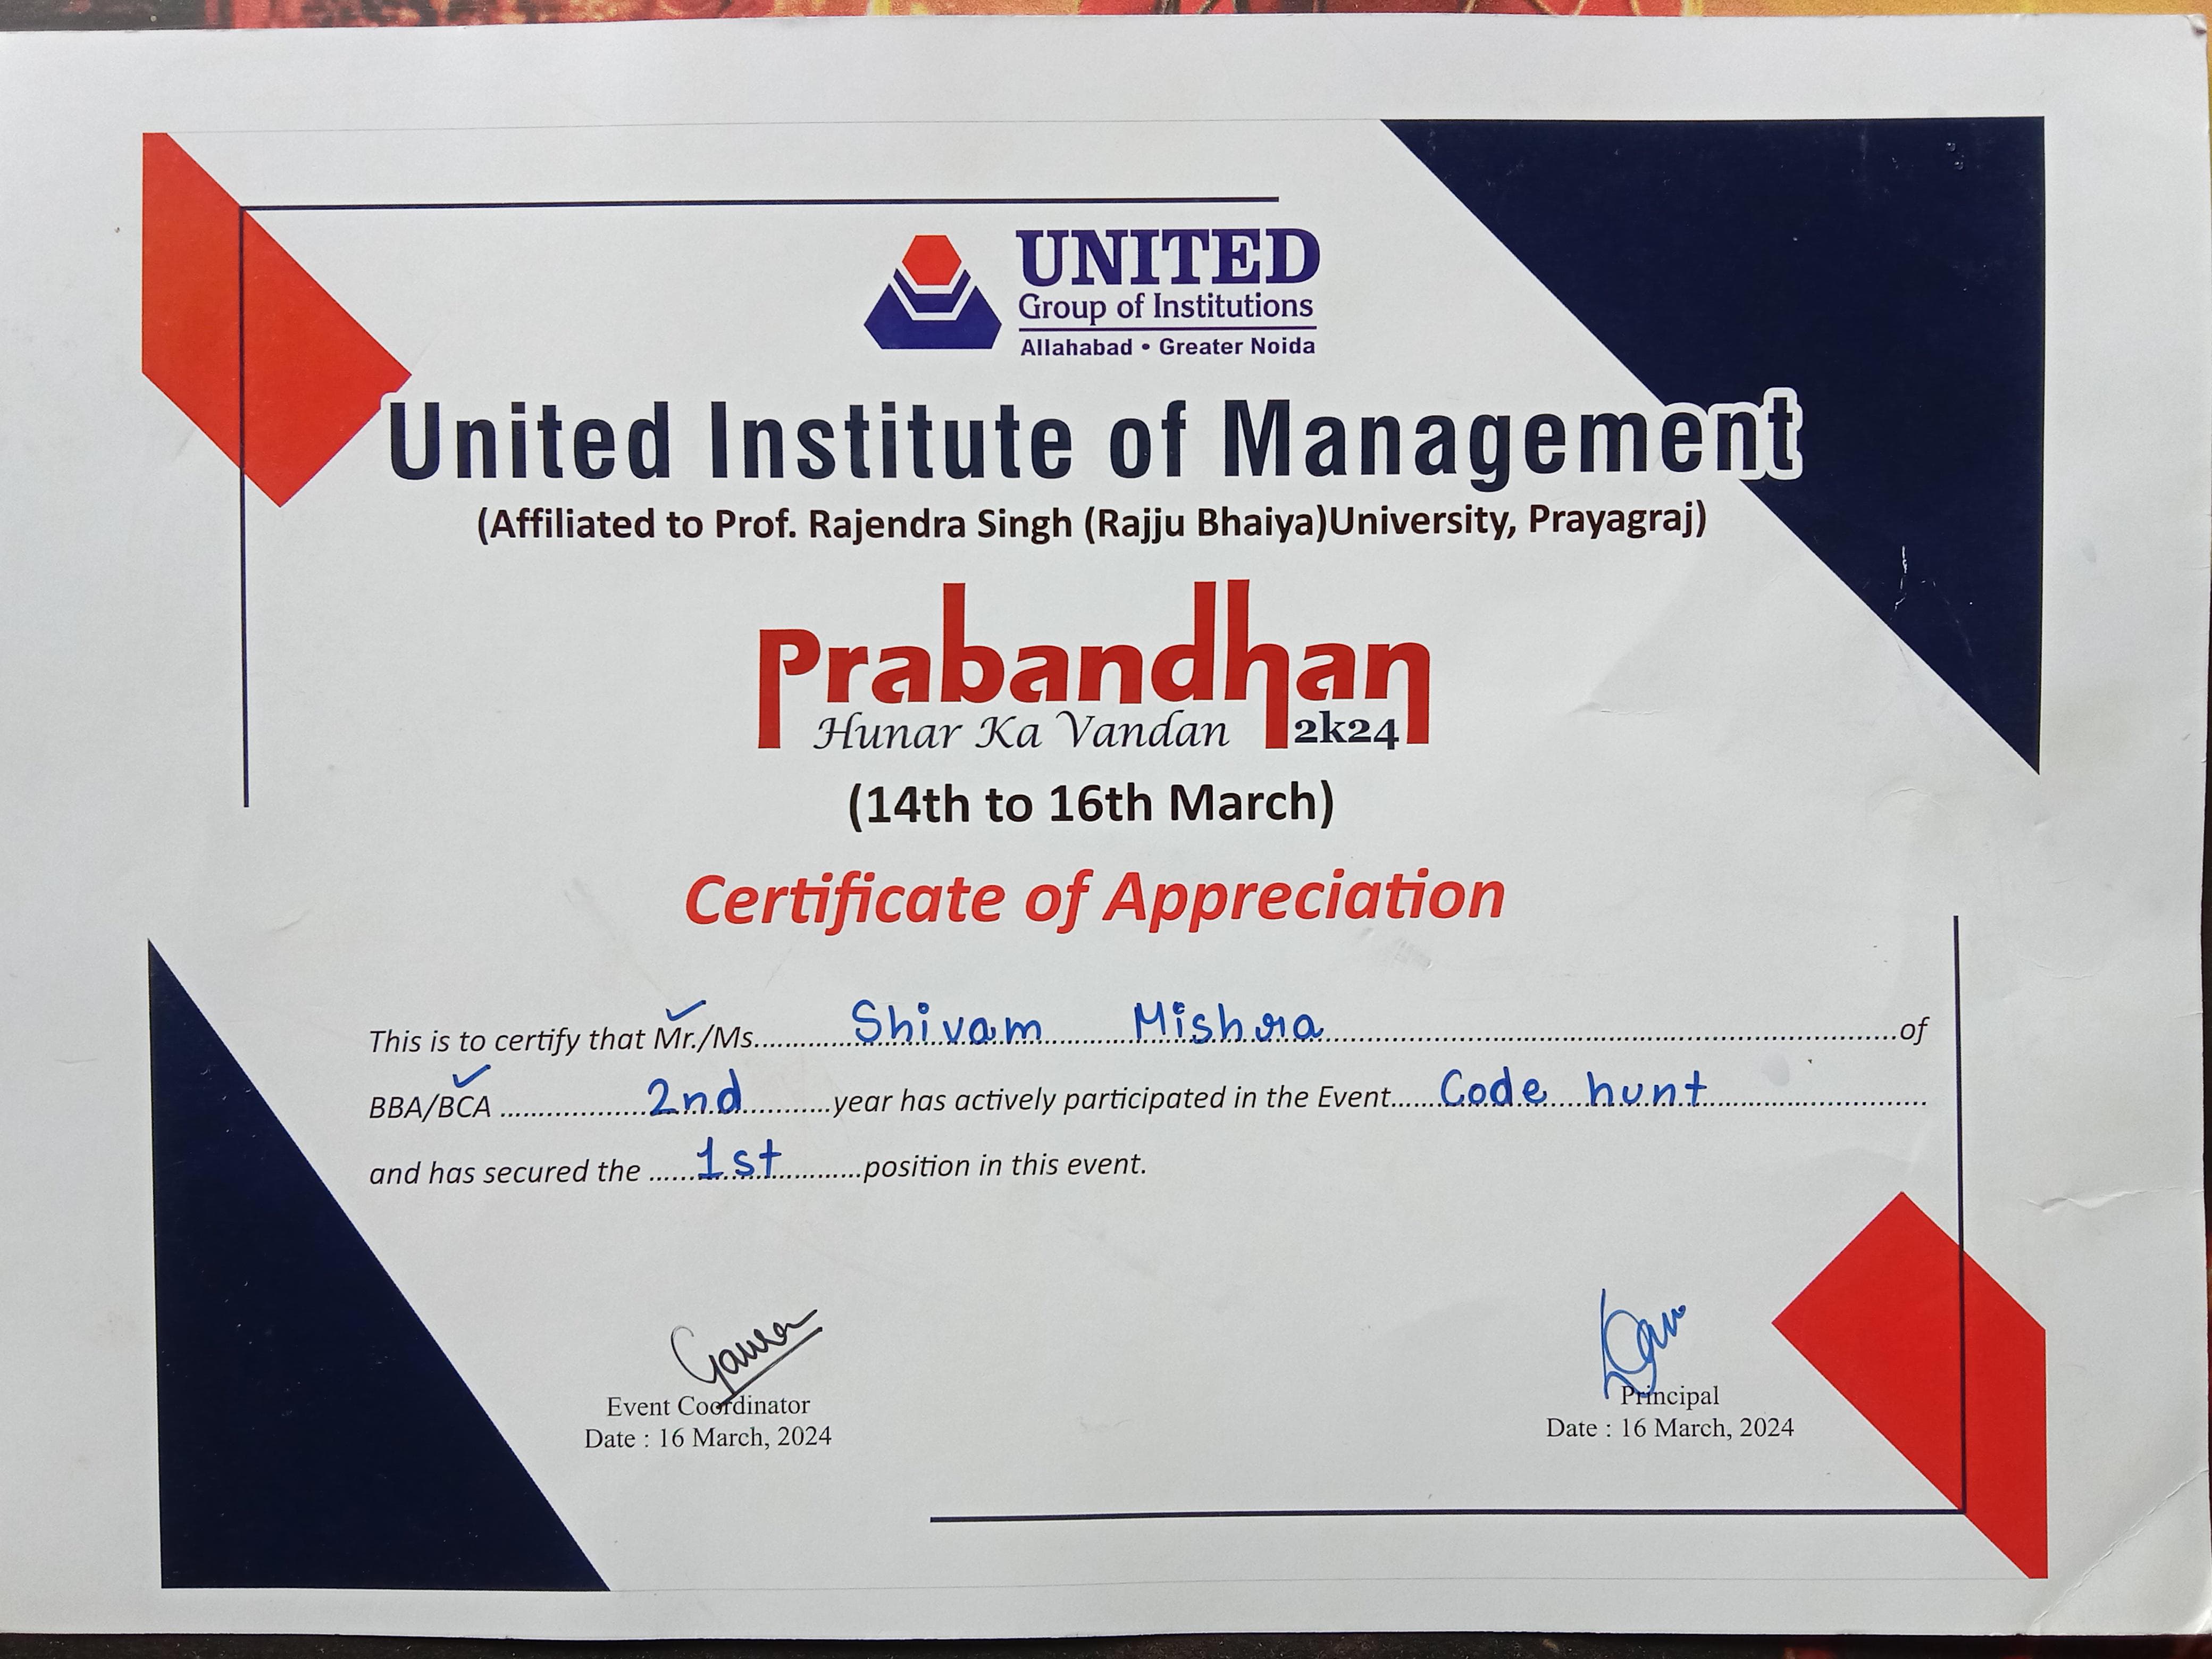 UNITED
Group of Institutions
Allahabad • Greater Noida
United Institute of Management
(Affiliated to Prof. Rajendra Singh (Rajju Bhaiya)University, Prayagraj)
Prabandhan
Hunar Ka Vandan 2k24
(14th to 16th March)
Certificate of Appreciation
This is to certify that Mr./Ms. Shivam Mishra of
BBA/BCA 2nd year has actively participated in the Event Code hunt
and has secured the 1st position in this event.
Event Coordinator
Date : 16 March, 2024
Principal
Date : 16 March, 2024